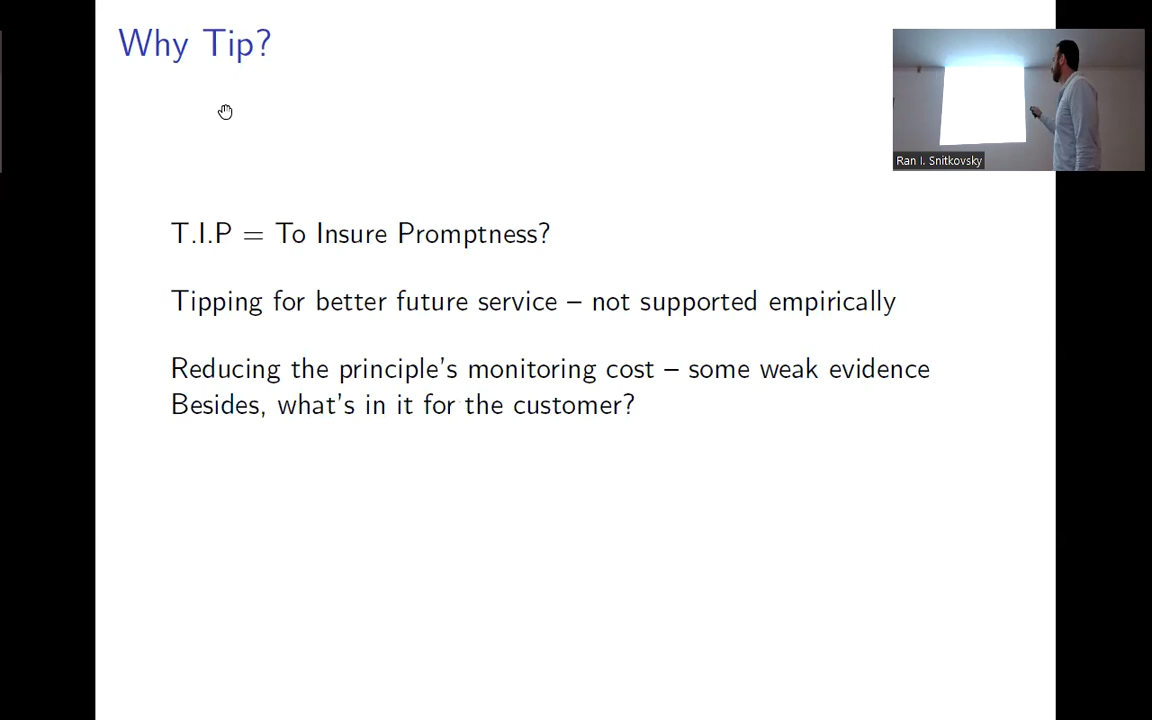 Why Tip?
Ran I. Snitkovsky
T.I.P = To Insure Promptness?
Tipping for better future service – not supported empirically
Reducing the principle's monitoring cost – some weak evidence
Besides, what's in it for the customer?